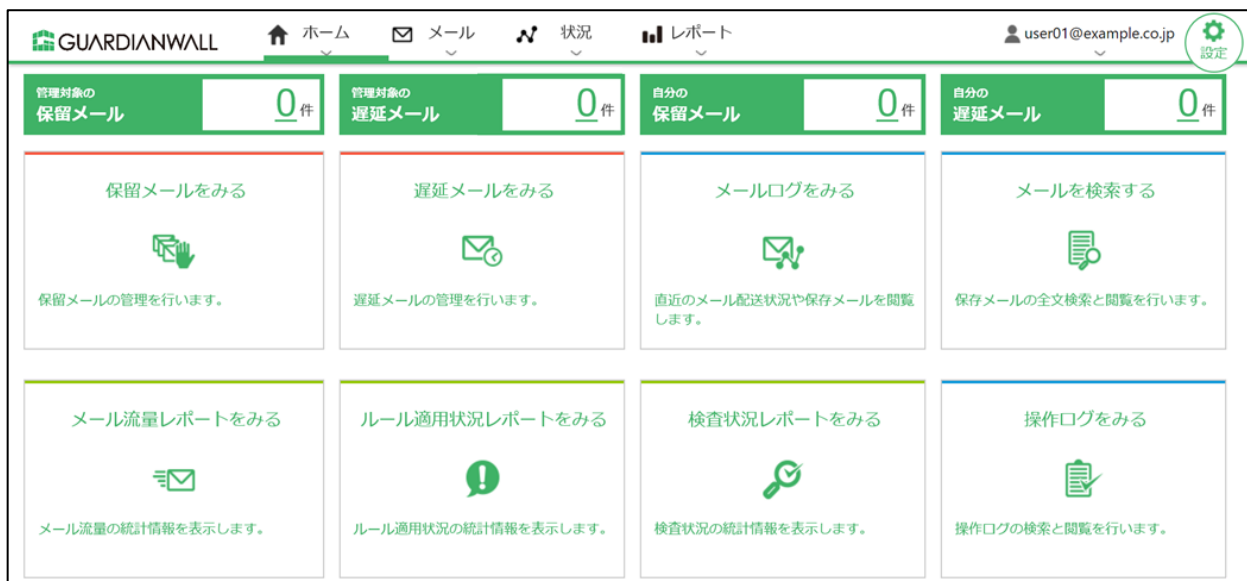 GUARDIANWALL
ホーム
メール
状況
レポート
user01@example.co.jp
設定
管理対象の
保留メール
0件
管理対象の
遅延メール
0件
自分の
保留メール
0件
自分の
遅延メール
0件
保留メールをみる
保留メールの管理を行います。
遅延メールをみる
遅延メールの管理を行います。
メールログをみる
直近のメール配送状況や保存メールを閲覧
します。
メールを検索する
保存メールの全文検索と閲覧を行います。
メール流量レポートをみる
メール流量の統計情報を表示します。
ルール適用状況レポートをみる
ルール適用状況の統計情報を表示します。
検査状況レポートをみる
検査状況の統計情報を表示します。
操作ログをみる
操作ログの検索と閲覧を行います。